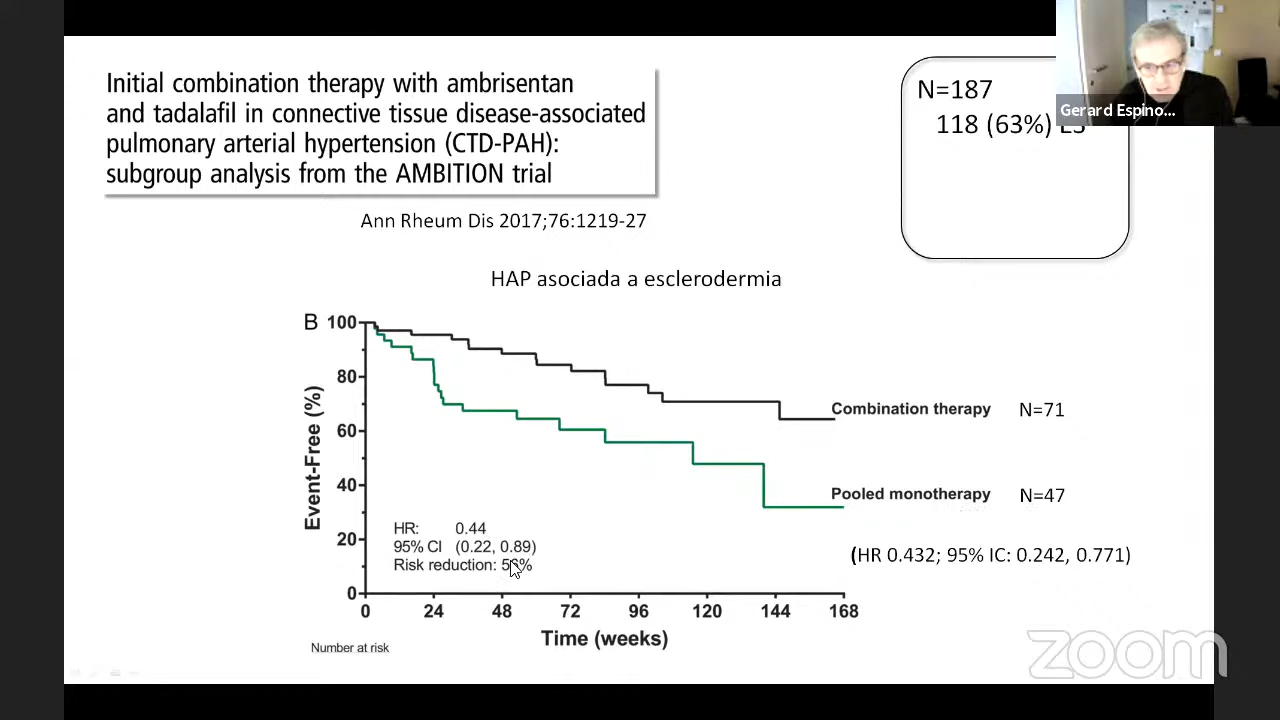 Initial combination therapy with ambrisentan
and tadalafil in connective tissue disease-associated
pulmonary arterial hypertension (CTD-PAH):
subgroup analysis from the AMBITION trial
Ann Rheum Dis 2017;76:1219-27
N=187
118 (63%) ES
Gerard Espino...
HAP asociada a esclerodermia
B
Event-Free (%)
100
80
60
40
20
0
Combination therapy N=71
Pooled monotherapy N=47
HR: 0.44
95% CI (0.22, 0.89)
Risk reduction:
(HR 0.432; 95% IC: 0.242, 0.771)
0 24 48 72 96 120 144 168
Time (weeks)
Number at risk
zoom